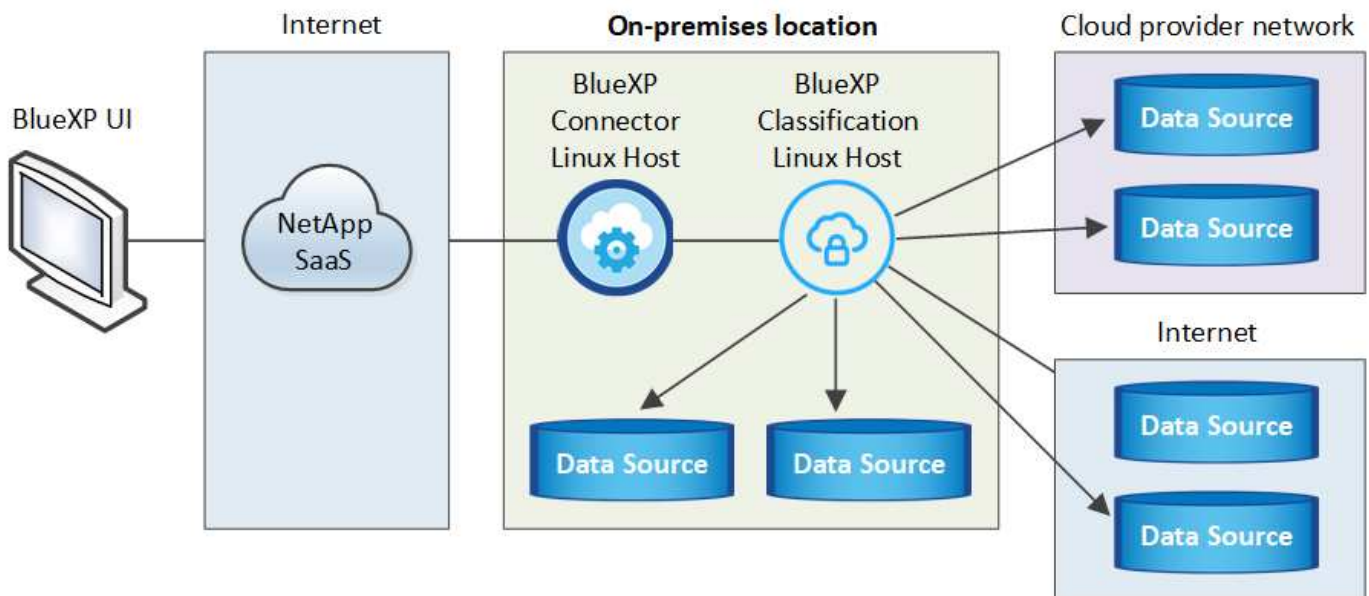 Internet
On-premises location
Cloud provider network
BlueXP UI
NetApp
SaaS
BlueXP
Connector
Linux Host
BlueXP
Classification
Linux Host
Data Source
Data Source
Data Source
Data Source
Internet
Data Source
Data Source